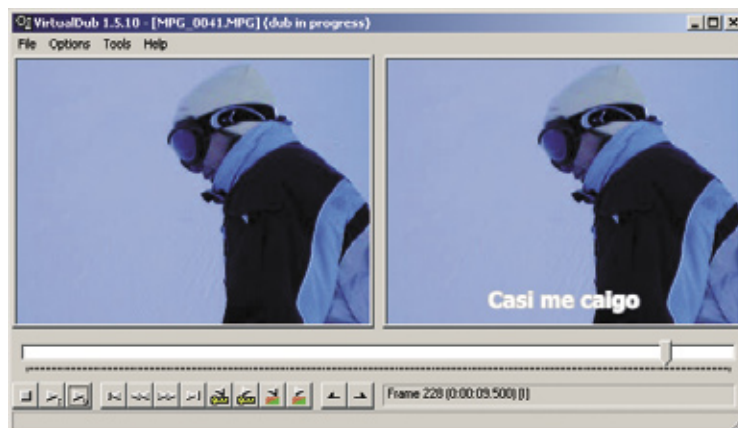 VirtualDub 1.5.10 - [MPG_0041.MPG] (dub in progress)
File Options Tools Help
Casi me caigo
Frame 228 (0:00:09.500) [I]